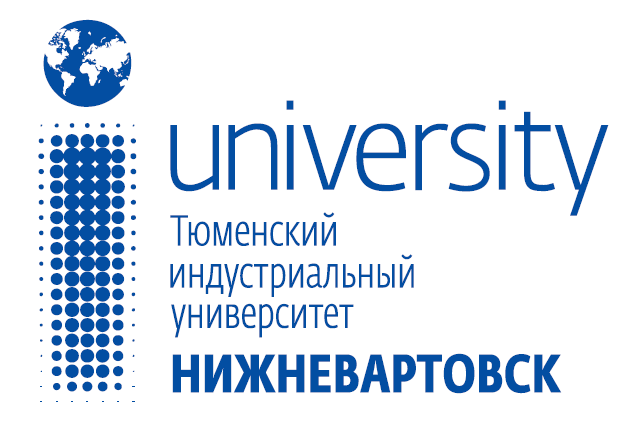 university
Тюменский
индустриальный
университет
НИЖНЕВАРТОВСК